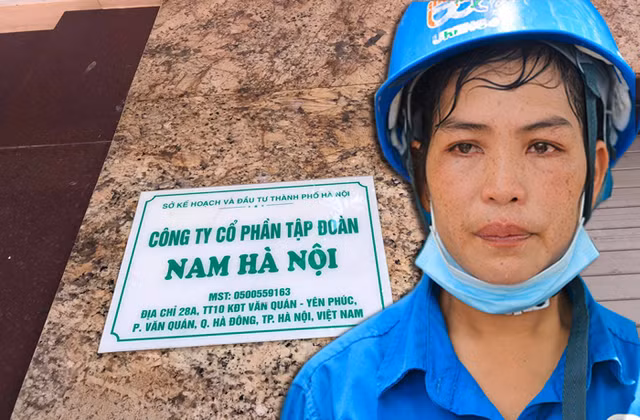 SỞ KẾ HOẠCH VÀ ĐẦU TƯ THÀNH PHỐ HÀ NỘI
CÔNG TY CỔ PHẦN TẬP ĐOÀN
NAM HÀ NỘI
MST: 0500559163
ĐỊA CHỈ 28A, TT10 KĐT VĂN QUÁN - YÊN PHÚC,
P. VĂN QUÁN, Q. HÀ ĐÔNG, TP. HÀ NỘI, VIỆT NAM